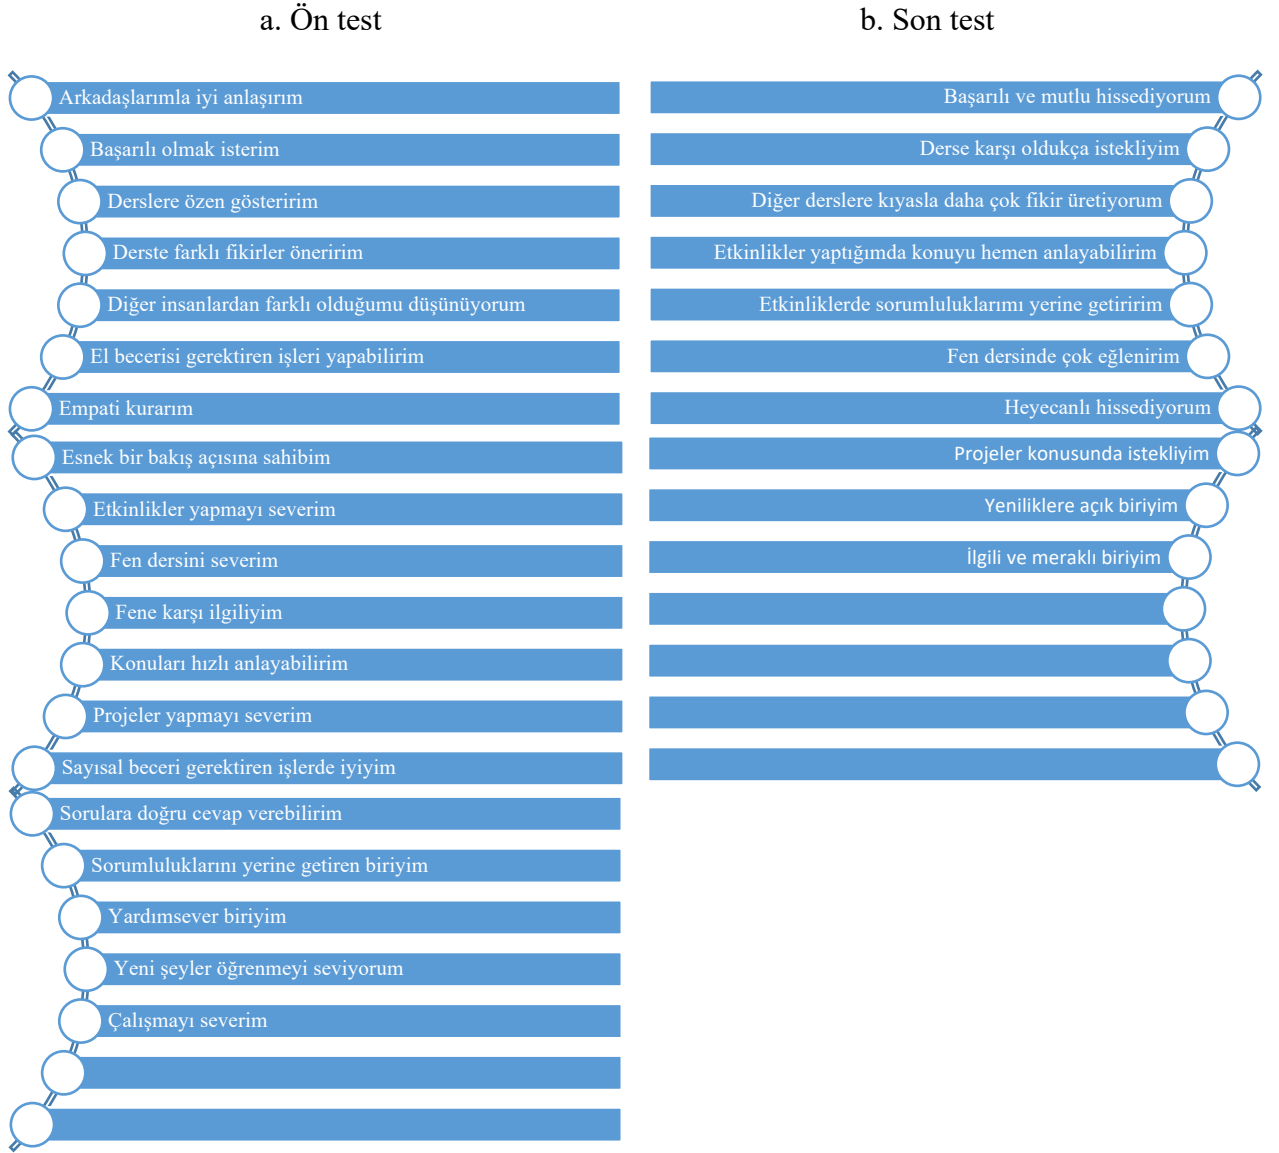 a. Ön test
Arkadaşlarımla iyi anlaşırım
Başarılı olmak isterim
Derslere özen gösteririm
Derste farklı fikirler öneririm
Diğer insanlardan farklı olduğumu düşünüyorum
El becerisi gerektiren işleri yapabilirim
Empati kurarım
Esnek bir bakış açısına sahibim
Etkinlikler yapmayı severim
Fen dersini severim
Fene karşı ilgiliyim
Konuları hızlı anlayabilirim
Projeler yapmayı severim
Sayısal beceri gerektiren işlerde iyiyim
Sorulara doğru cevap verebilirim
Sorumluluklarını yerine getiren biriyim
Yardımsever biriyim
Yeni şeyler öğrenmeyi seviyorum
Çalışmayı severim
b. Son test
Başarılı ve mutlu hissediyorum
Derse karşı oldukça istekliyim
Diğer derslere kıyasla daha çok fikir üretiyorum
Etkinlikler yaptığımda konuyu hemen anlayabilirim
Etkinliklerde sorumluluklarımı yerine getiririm
Fen dersinde çok eğlenirim
Heyecanlı hissediyorum
Projeler konusunda istekliyim
Yeniliklere açık biriyim
İlgili ve meraklı biriyim